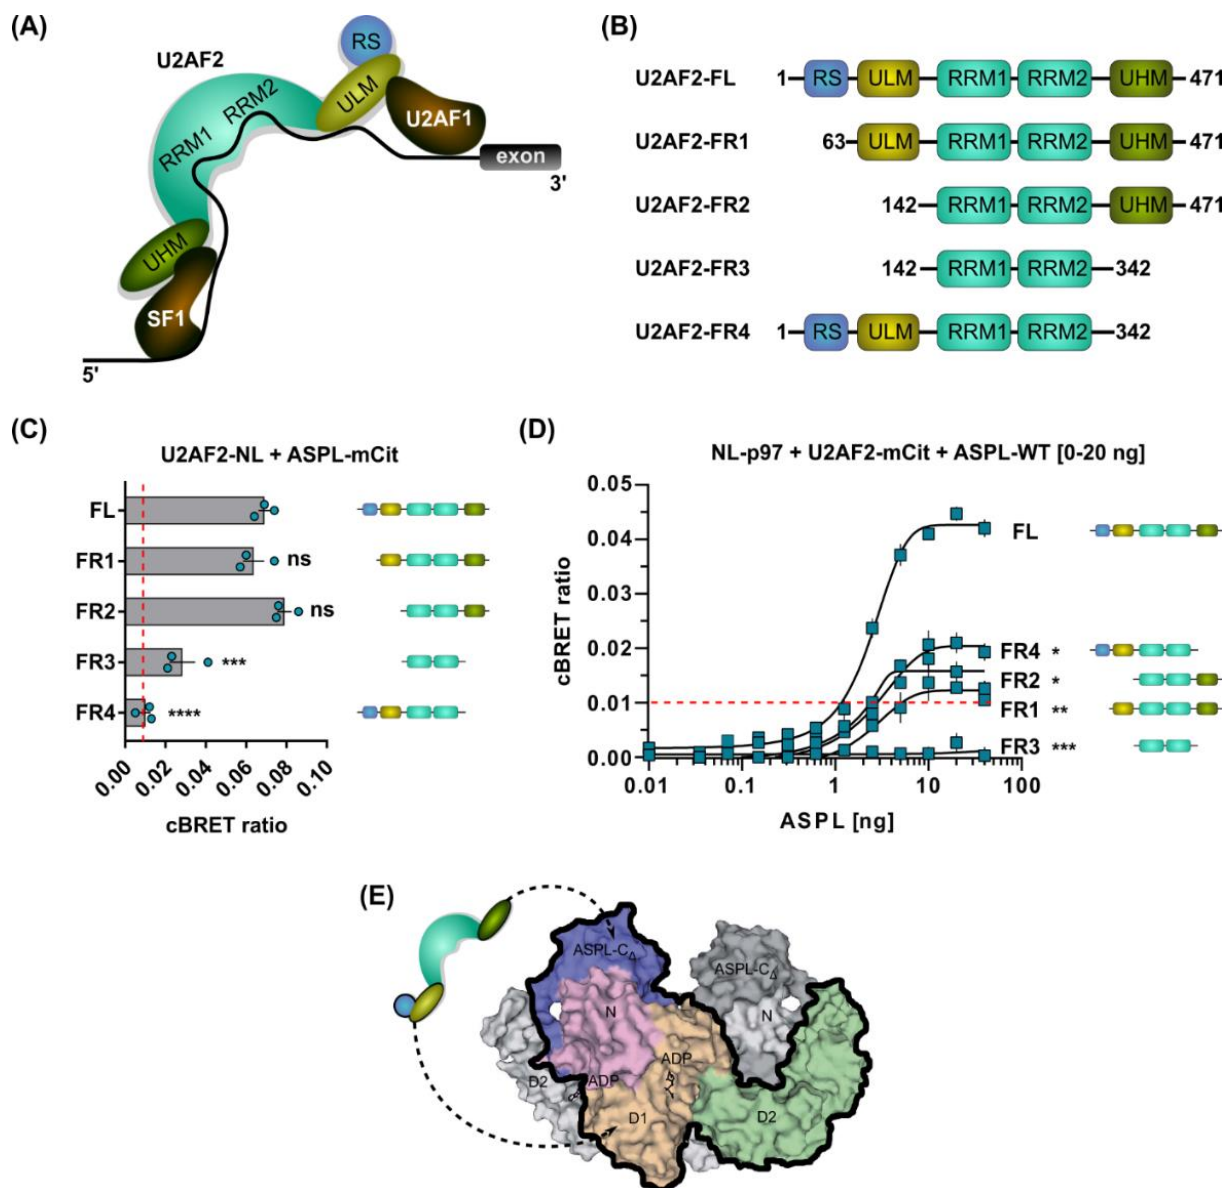 (A)
U2AF2
RS
RRM2
ULM
RRM1
U2AF1
exon
3'
UHM
SF1
5'
(B)
U2AF2-FL 1 RS ULM RRM1 RRM2 UHM 471
U2AF2-FR1 63 ULM RRM1 RRM2 UHM 471
U2AF2-FR2 142 RRM1 RRM2 UHM 471
U2AF2-FR3 142 RRM1 RRM2 342
U2AF2-FR4 1 RS ULM RRM1 RRM2 342
(C)
U2AF2-NL + ASPL-mCit
FL
FR1 ns
FR2 ns
FR3 ***
FR4 ****
0.00 0.02 0.04 0.06 0.08 0.10
cBRET ratio
(D)
NL-p97 + U2AF2-mCit + ASPL-WT [0-20 ng]
cBRET ratio
0.05
0.04
0.03
0.02
0.01
0.00
FL
FR4 *
FR2 *
FR1 **
FR3 ***
0.01 0.1 1 10 100
ASPL [ng]
(E)
ASPL-CΔ
ASPL-CΔ
N
N
ADP
D2
ADP
D1
D2